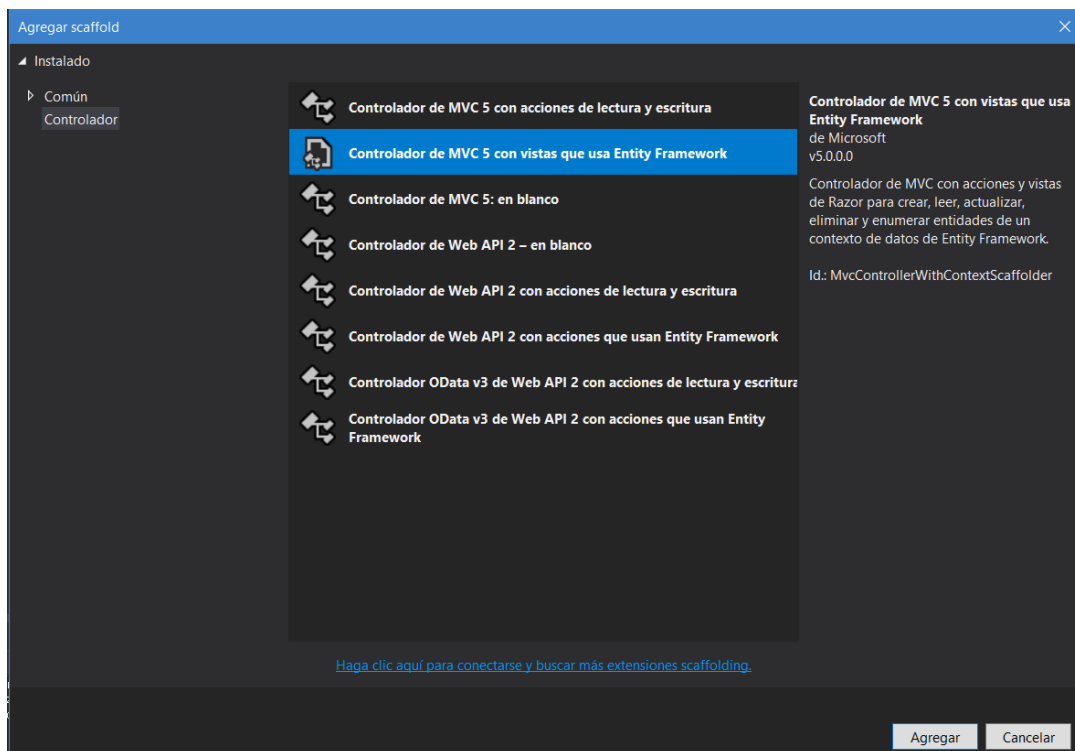 Agregar scaffold
Instalado
Común
Controlador
Controlador de MVC 5 con acciones de lectura y escritura
Controlador de MVC 5 con vistas que usa Entity Framework
Controlador de MVC 5: en blanco
Controlador de Web API 2 – en blanco
Controlador de Web API 2 con acciones de lectura y escritura
Controlador de Web API 2 con acciones que usan Entity Framework
Controlador OData v3 de Web API 2 con acciones de lectura y escritura
Controlador OData v3 de Web API 2 con acciones que usan Entity
Framework
Haga clic aquí para conectarse y buscar más extensiones scaffolding.
Controlador de MVC 5 con vistas que usa
Entity Framework
de Microsoft
v5.0.0.0
Controlador de MVC con acciones y vistas
de Razor para crear, leer, actualizar,
eliminar y enumerar entidades de un
contexto de datos de Entity Framework.
Id.: MvcControllerWithContextScaffolder
Agregar
Cancelar